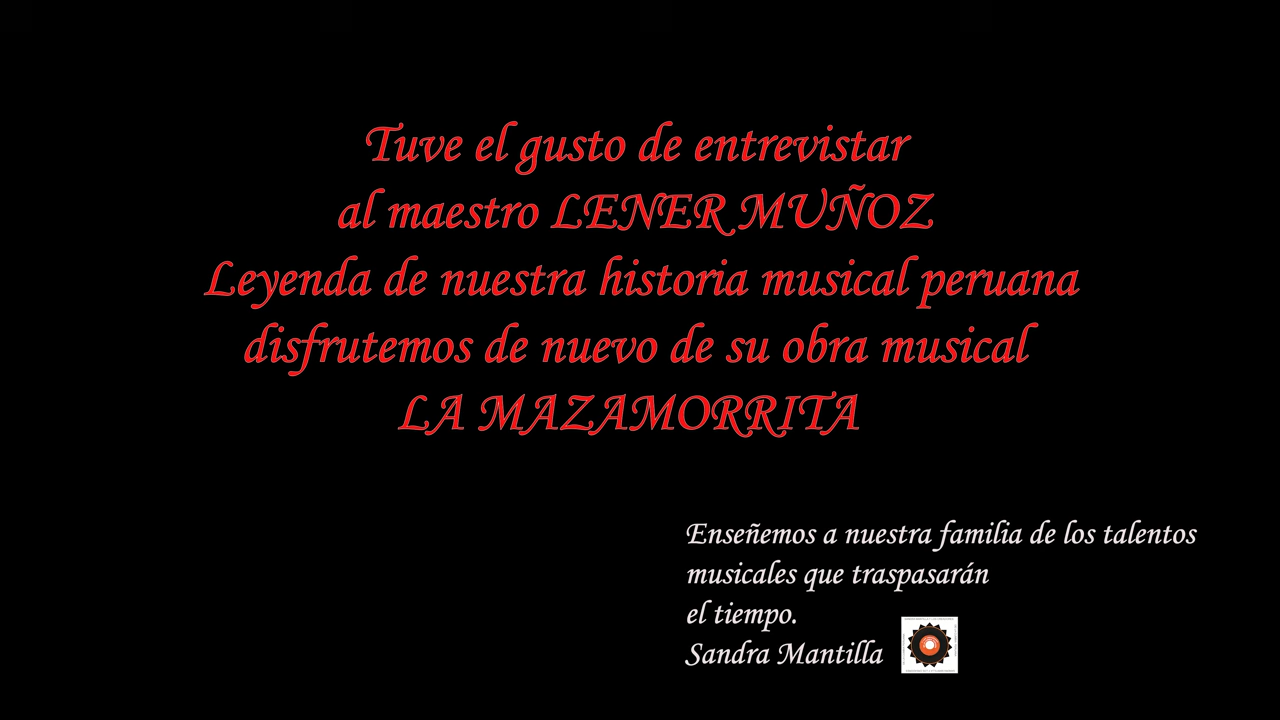 Tuve el gusto de entrevistar
al maestro LENER MUÑOZ
Leyenda de nuestra historia musical peruana
disfrutemos de nuevo de su obra musical
LA MAZAMORRITA
Enseñemos a nuestra familia de los talentos
musicales que traspasarán
el tiempo.
Sandra Mantilla